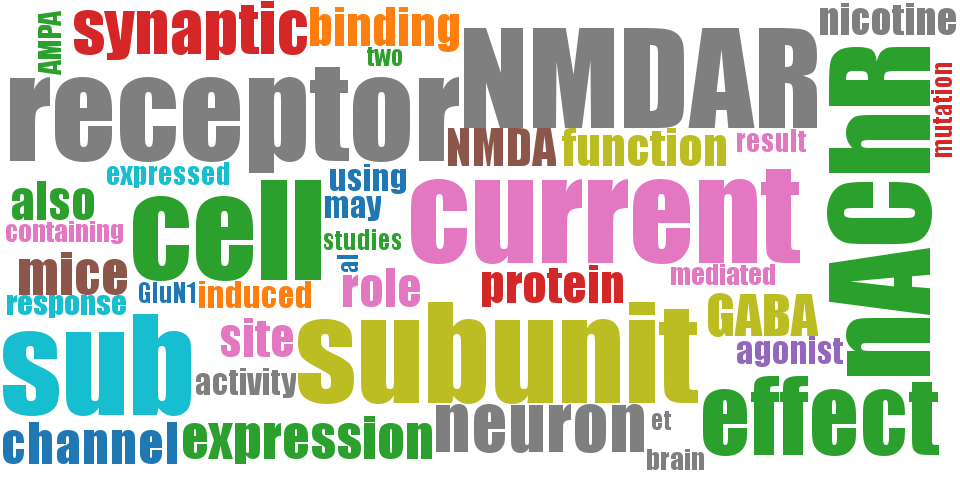 AMPA
synaptic
binding
two
nicotine
receptor
NMDAR
nAChR
mutation
NMDA
function
result
expressed
using
also
may
containing
cell
current
studies
mice
al
role
protein
mediated
response
GluN1
induced
GABA
sub
site
subunit
agonist
activity
effect
channel
expression
neuron
et
brain